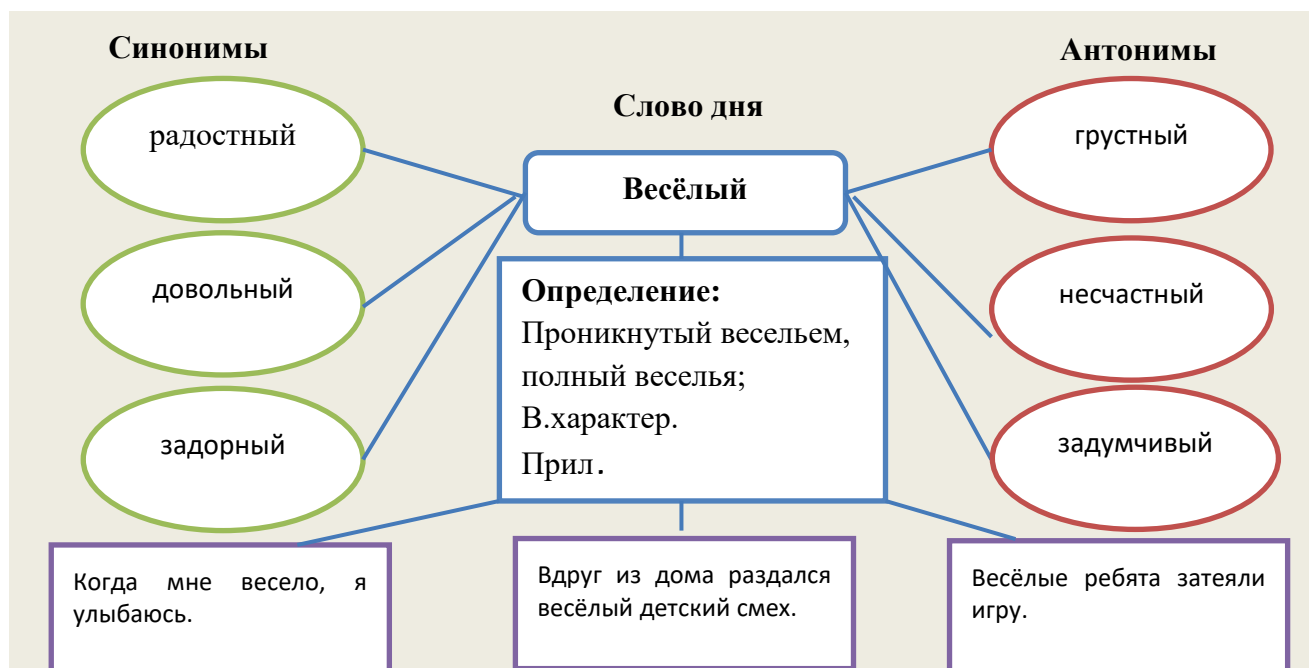 Синонимы
Антонимы
Слово дня
радостный
грустный
Весёлый
довольный
несчастный
Определение:
Проникнутый весельем,
полный веселья;
В.характер.
Прил.
задорный
задумчивый
Когда мне весело, я
улыбаюсь.
Вдруг из дома раздался
весёлый детский смех.
Весёлые ребята затеяли
игру.